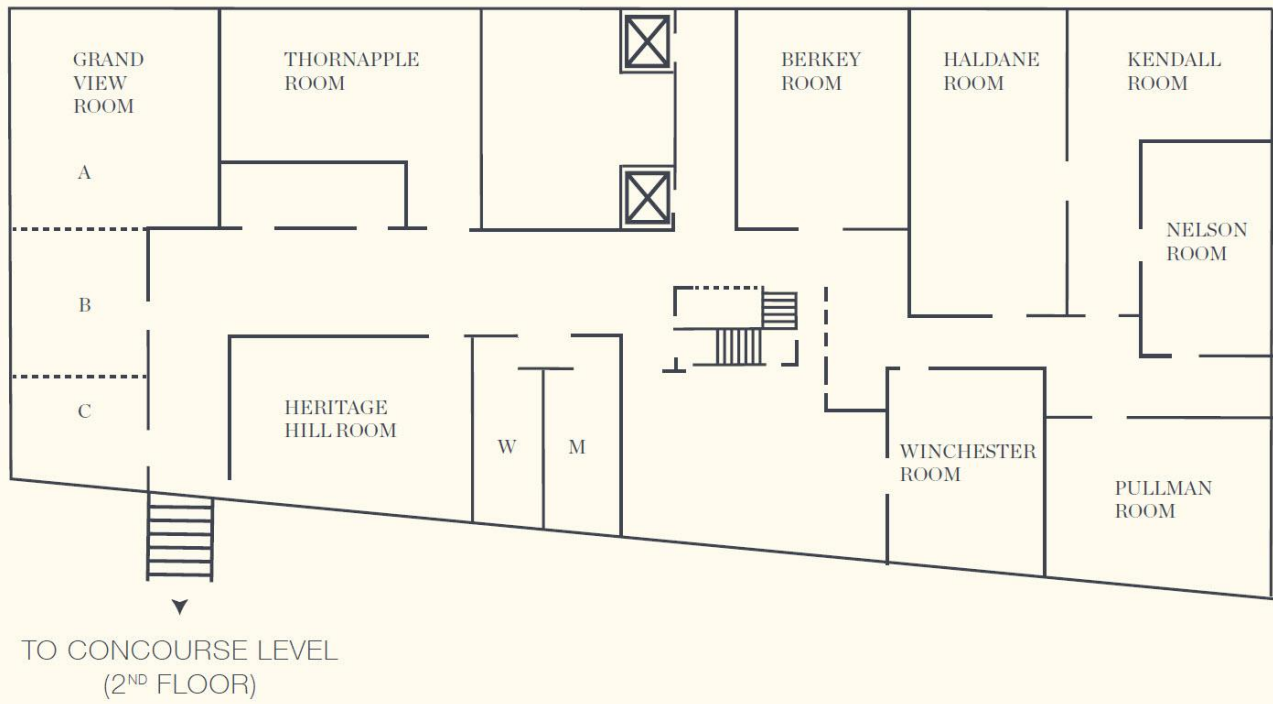 GRAND
VIEW
ROOM
A
B
C
THORNAPPLE
ROOM
BERKEY
ROOM
HALDANE
ROOM
KENDALL
ROOM
NELSON
ROOM
HERITAGE
HILL ROOM
W
M
WINCHESTER
ROOM
PULLMAN
ROOM
TO CONCOURSE LEVEL
(2ND FLOOR)